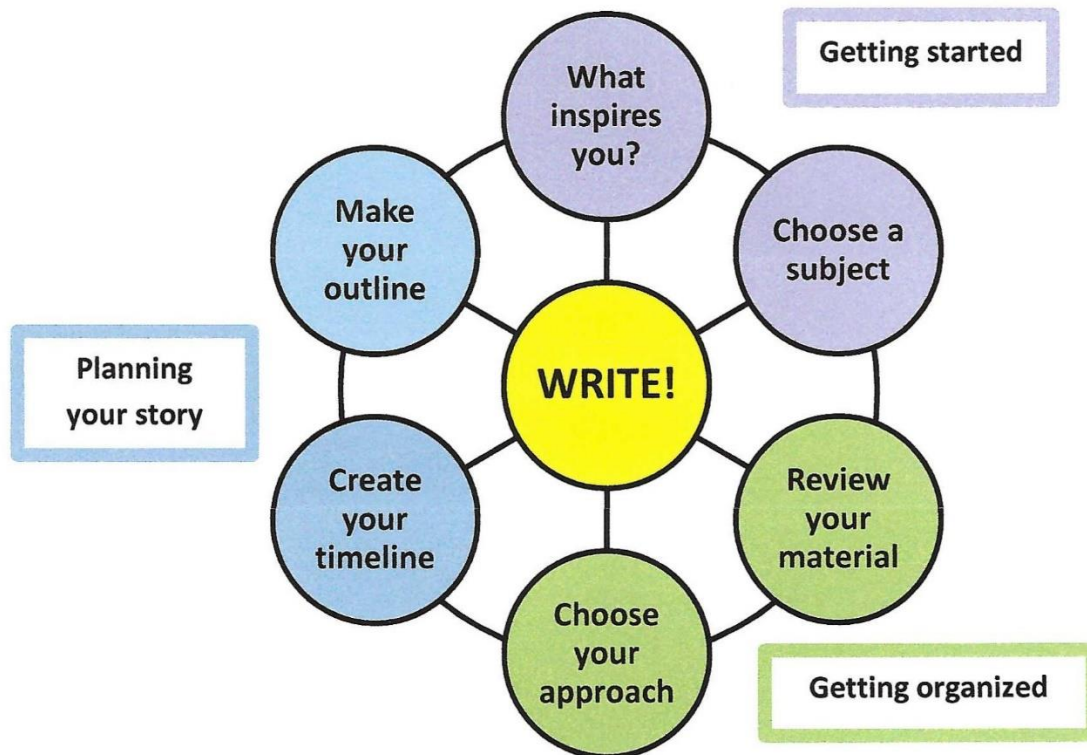 Getting started
What
inspires
you?
Choose a
subject
Make
your
outline
WRITE!
Planning
your story
Create
your
timeline
Review
your
material
Choose
your
approach
Getting organized